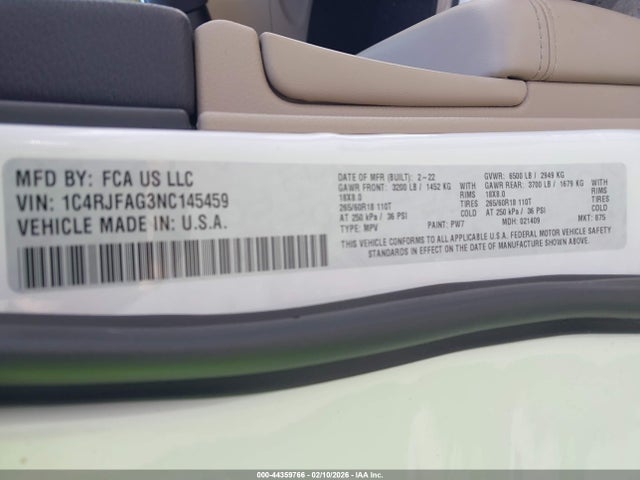 MFD BY: FCA US LLC
VIN: 1C4RJFAG3NC145459
VEHICLE MADE IN: U.S.A.
DATE OF MFR (BUILT): 2-22 GVWR: 6500 LB / 2949 KG
GAWR FRONT: 3200 LB / 1452 KG WITH GAWR REAR: 3700 LB / 1679 KG WITH
18X8.0 RIMS 18X8.0 RIMS
265/60R18 110T TIRES 265/60R18 110T TIRES
AT 250 kPa / 36 PSI COLD AT 250 kPa / 36 PSI COLD
TYPE: MPV PAINT: PW7 MDH: 021409 MKT: 675
THIS VEHICLE CONFORMS TO ALL APPLICABLE U.S.A. FEDERAL MOTOR VEHICLE SAFETY
STANDARDS IN EFFECT ON THE DATE OF MANUFACTURE SHOWN ABOVE.
000-44359766 - 02/10/2026 - IAAI.COM